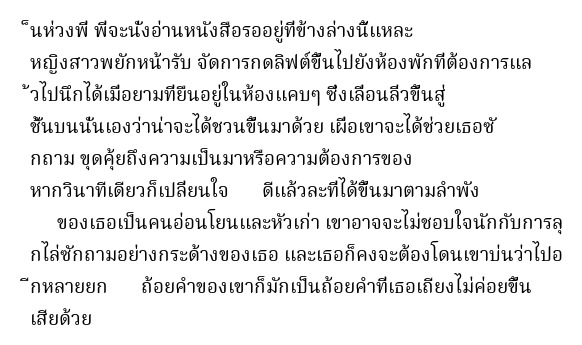 ็นห่วงพี่ พี่จะนั่งอ่านหนังสือรออยู่ที่ข้างล่างนี้แหละ
หญิงสาวพยักหน้ารับ จัดการกดลิฟต์ขึ้นไปยังห้องพักที่ต้องการแล
้วไปนึกได้เมื่อยามที่ยืนอยู่ในห้องแคบๆ ซึ่งเลื่อนลิ่วขึ้นสู่
ชั้นบนนั้นเองว่าน่าจะได้ชวนขึ้นมาด้วย เผื่อเขาจะได้ช่วยเธอซั
กถาม ขุดคุ้ยถึงความเป็นมาหรือความต้องการของ
หากวินาทีเดียวก็เปลี่ยนใจ ดีแล้วละที่ได้ขึ้นมาตามลำพัง
ของเธอเป็นคนอ่อนโยนและหัวเก่า เขาอาจจะไม่ชอบใจนักกับการลุ
กไล่ซักถามอย่างกระด้างของเธอ และเธอก็คงจะต้องโดนเขาบ่นว่าไปอ
ีกหลายยก ถ้อยคำของเขาก็มักเป็นถ้อยคำที่เธอเถียงไม่ค่อยขึ้น
เสียด้วย